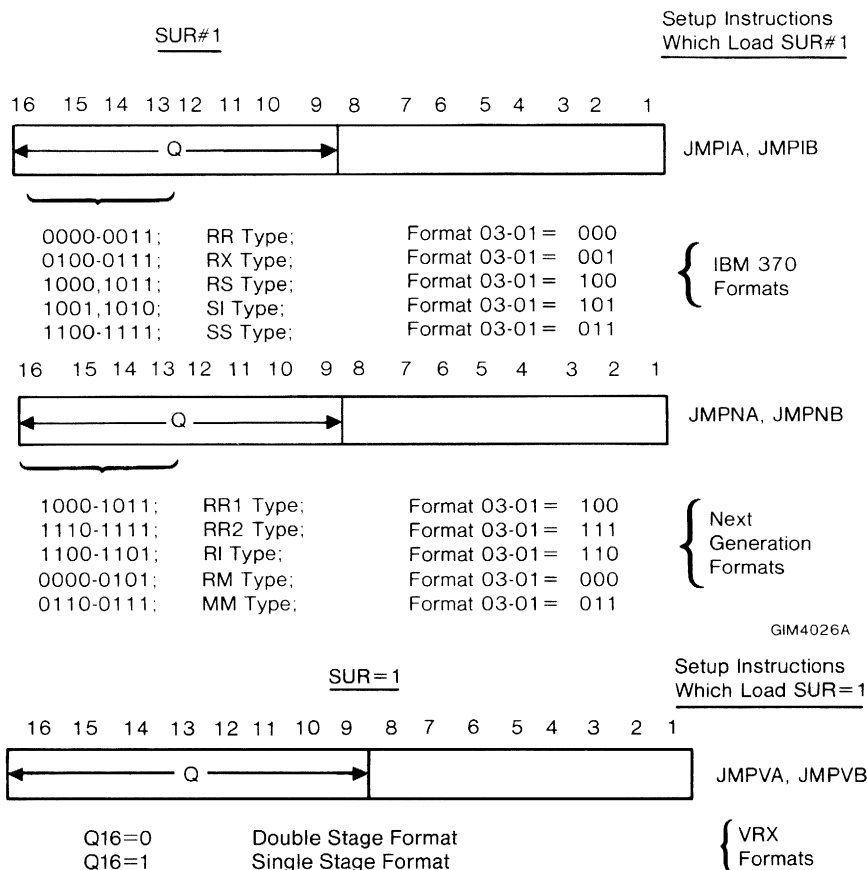 SUR#1
Setup Instructions
Which Load SUR#1
16 15 14 13 12 11 10 9 8 7 6 5 4 3 2 1
Q
JMPIA, JMPIB
0000-0011; RR Type; Format 03-01= 000
0100-0111; RX Type; Format 03-01= 001
1000,1011; RS Type; Format 03-01= 100
1001,1010; SI Type; Format 03-01= 101
1100-1111; SS Type; Format 03-01= 011
IBM 370
Formats
16 15 14 13 12 11 10 9 8 7 6 5 4 3 2 1
Q
JMPNA, JMPNB
1000-1011; RR1 Type; Format 03-01= 100
1110-1111; RR2 Type; Format 03-01= 111
1100-1101; RI Type; Format 03-01= 110
0000-0101; RM Type; Format 03-01= 000
0110-0111; MM Type; Format 03-01= 011
Next
Generation
Formats
GIM4026A
SUR=1
Setup Instructions
Which Load SUR=1
16 15 14 13 12 11 10 9 8 7 6 5 4 3 2 1
Q
JMPVA, JMPVB
Q16=0 Double Stage Format
Q16=1 Single Stage Format
VRX
Formats